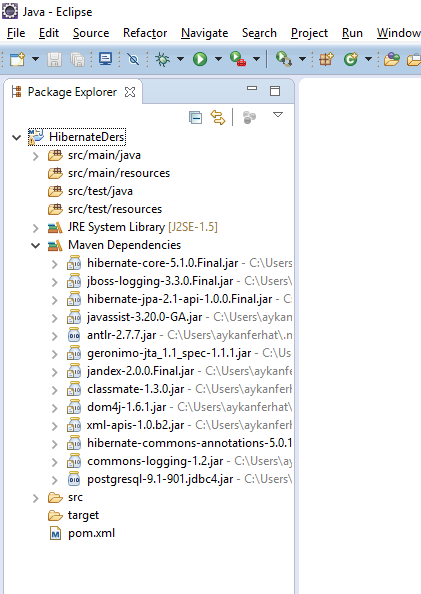 Java - Eclipse
File Edit Source Refactor Navigate Search Project Run Window
Package Explorer
HibernateDers
src/main/java
src/main/resources
src/test/java
src/test/resources
JRE System Library [J2SE-1.5]
Maven Dependencies
hibernate-core-5.1.0.Final.jar - C:\Users
jboss-logging-3.3.0.Final.jar - C:\Users\
hibernate-jpa-2.1-api-1.0.0.Final.jar - C:
javassist-3.20.0-GA.jar - C:\Users\aykan
antlr-2.7.7.jar - C:\Users\aykanferhat\.n
geronimo-jta_1.1_spec-1.1.1.jar - C:\Use
jandex-2.0.0.Final.jar - C:\Users\aykanfe
classmate-1.3.0.jar - C:\Users\aykanferh
dom4j-1.6.1.jar - C:\Users\aykanferhat\
xml-apis-1.0.b2.jar - C:\Users\aykanferh
hibernate-commons-annotations-5.0.1
commons-logging-1.2.jar - C:\Users\ayk
postgresql-9.1-901.jdbc4.jar - C:\Users\
src
target
pom.xml